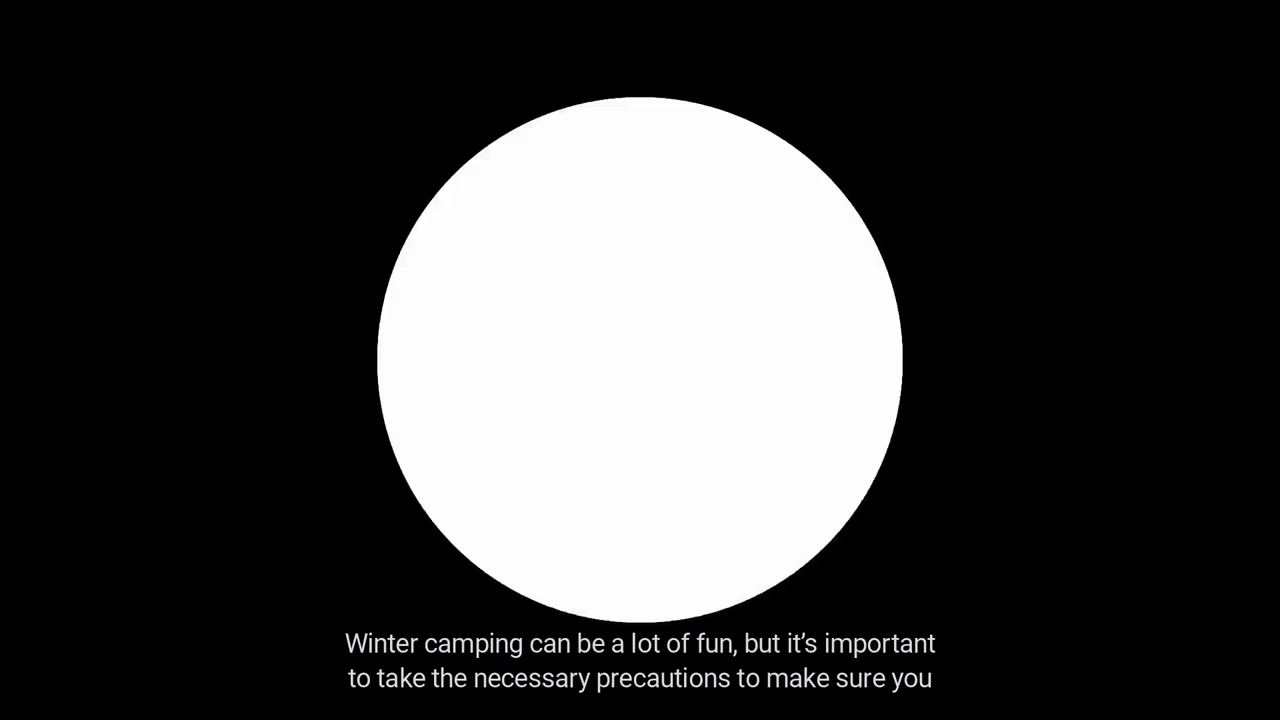 Winter camping can be a lot of fun, but it’s important
to take the necessary precautions to make sure you